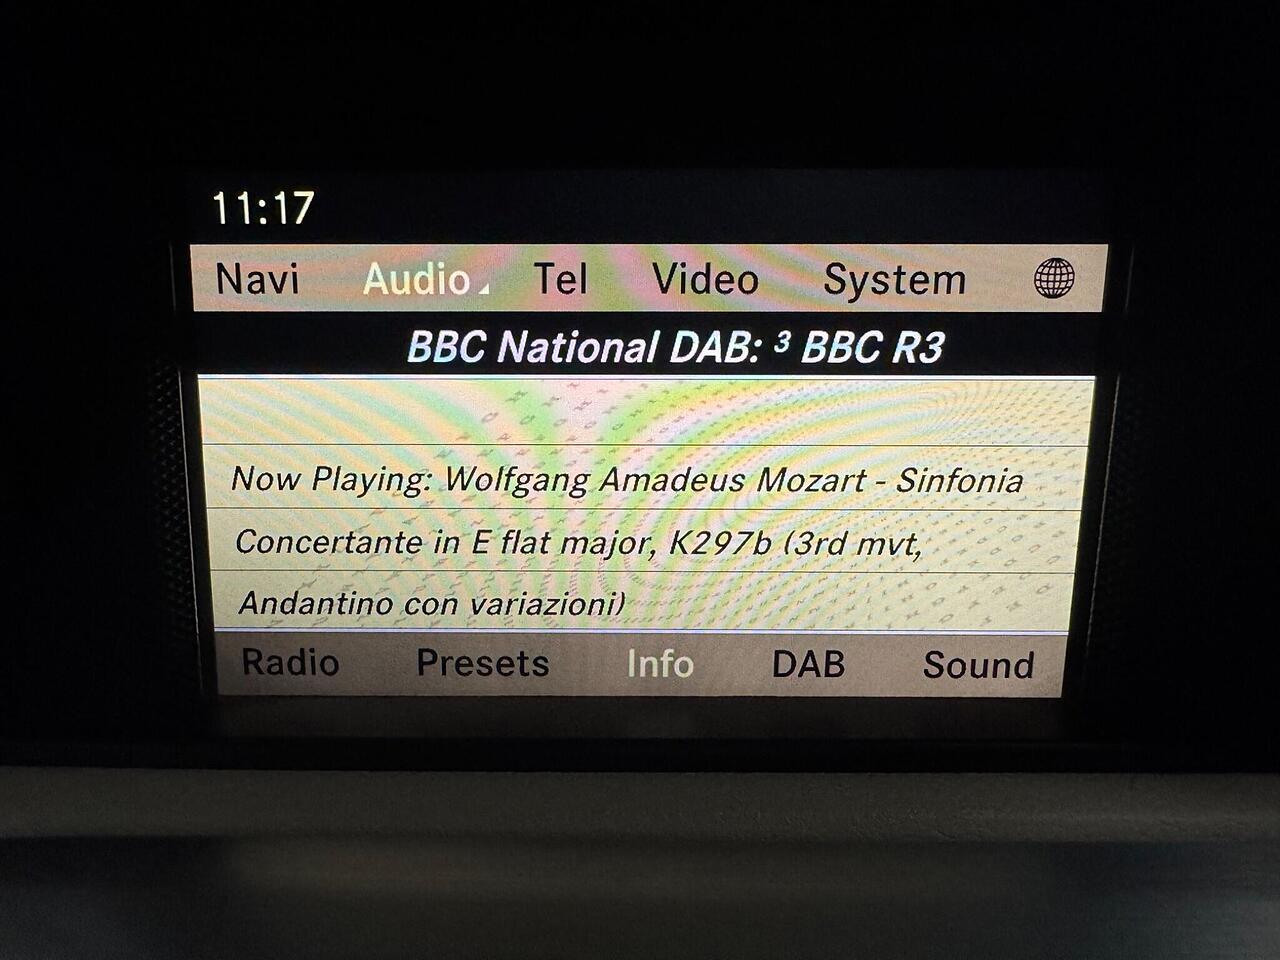 11:17
Navi Audio Tel Video System
BBC National DAB: ³ BBC R3
Now Playing: Wolfgang Amadeus Mozart - Sinfonia
Concertante in E flat major, K297b (3rd mvt,
Andantino con variazioni)
Radio Presets Info DAB Sound